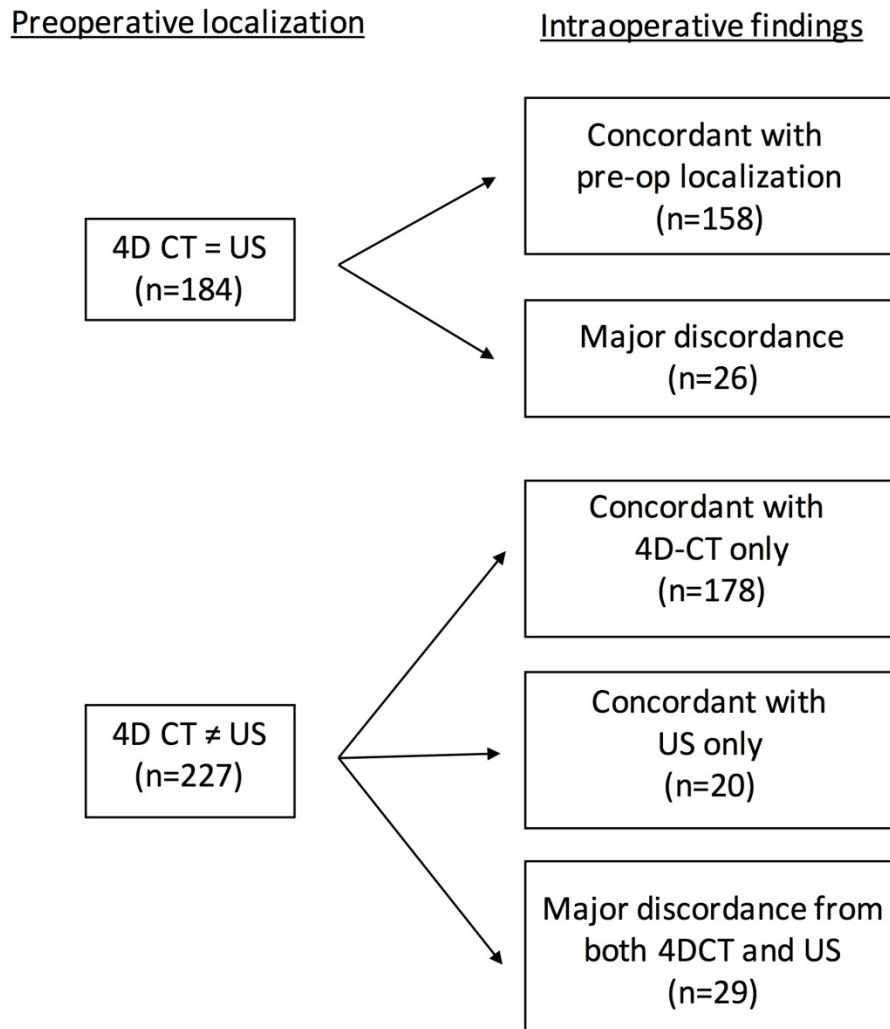 Preoperative localization
Intraoperative findings
4D CT = US
(n=184)
Concordant with
pre-op localization
(n=158)
Major discordance
(n=26)
4D CT ≠ US
(n=227)
Concordant with
4D-CT only
(n=178)
Concordant with
US only
(n=20)
Major discordance from
both 4DCT and US
(n=29)